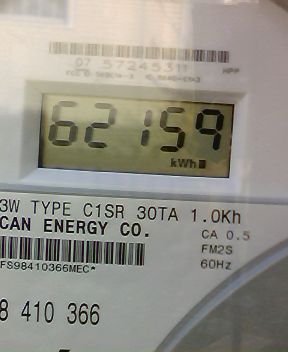 07 57245311
62159
kWh
3W TYPE C1SR 30TA 1.0Kh
CAN ENERGY CO.
CA 0.5
FM2S
FS98410366MEC*
60Hz
8 410 366